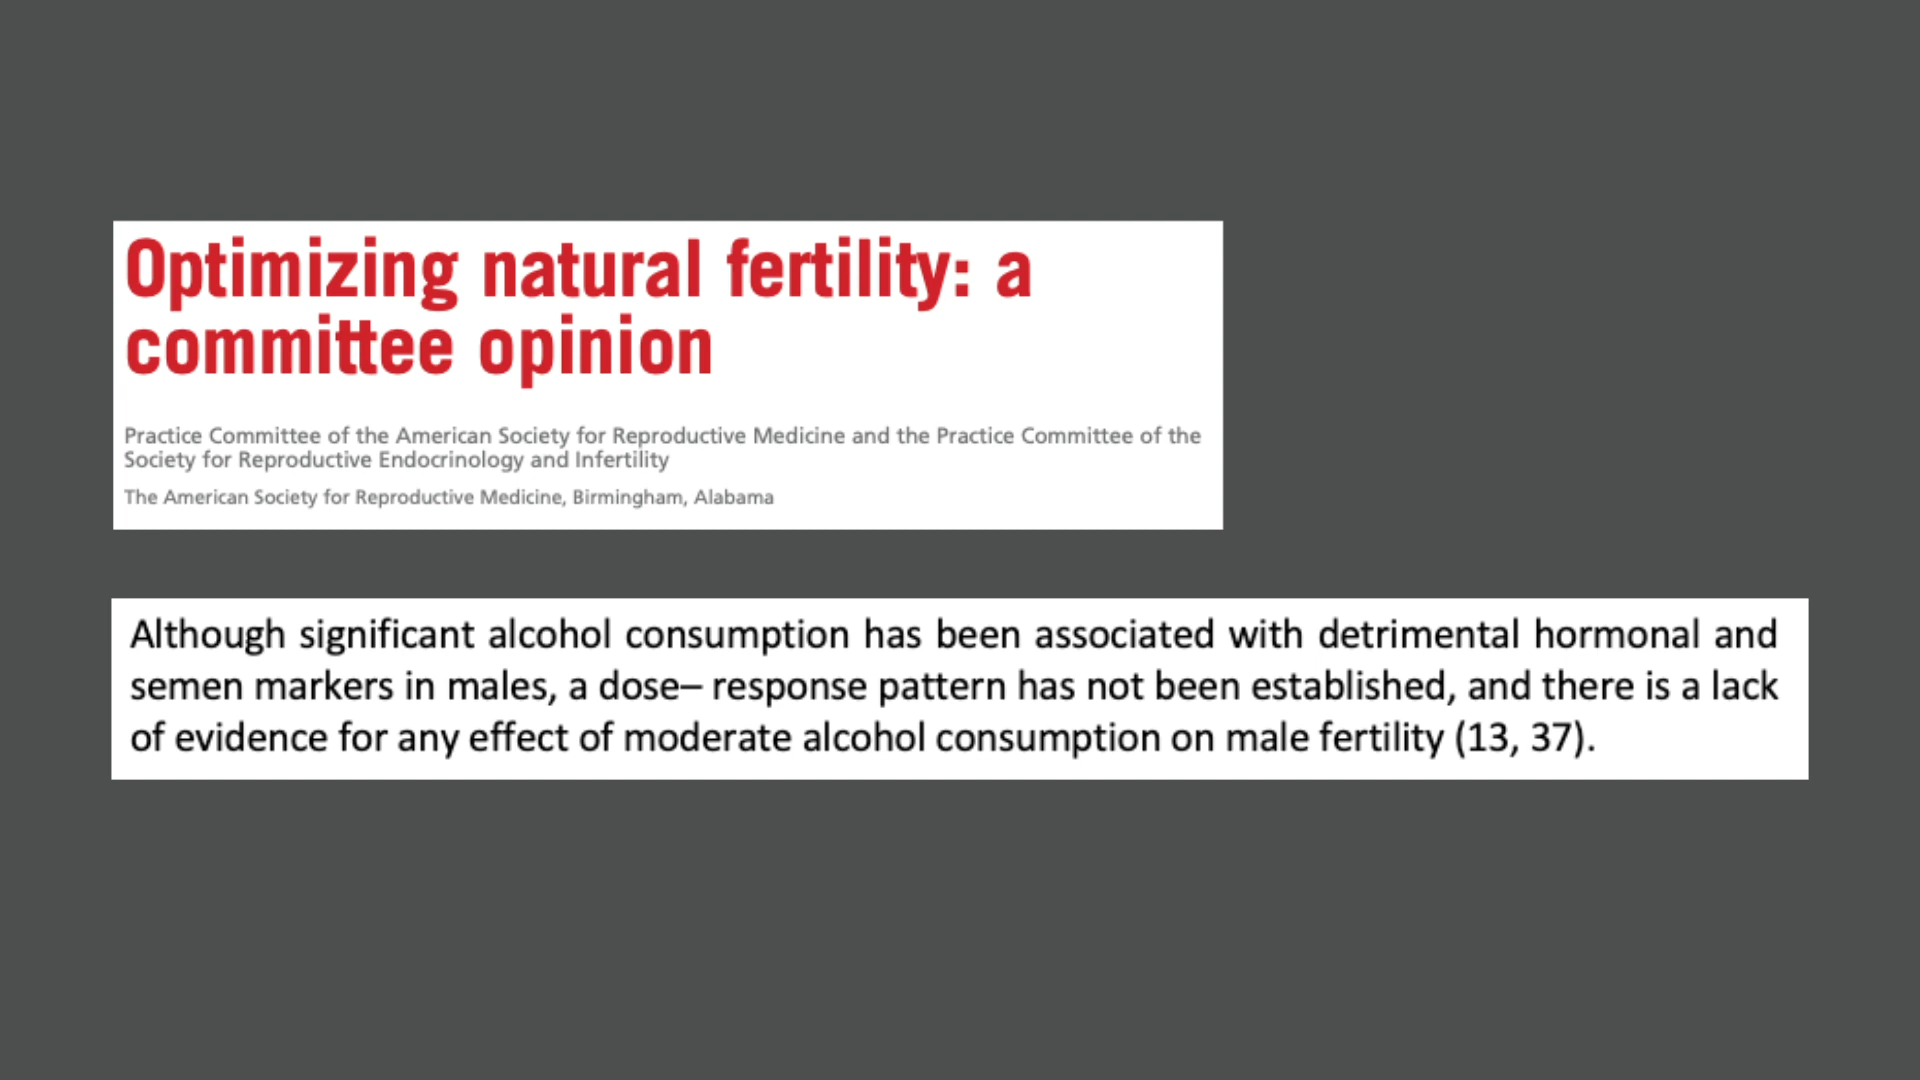 Optimizing natural fertility: a
committee opinion
Practice Committee of the American Society for Reproductive Medicine and the Practice Committee of the
Society for Reproductive Endocrinology and Infertility
The American Society for Reproductive Medicine, Birmingham, Alabama
Although significant alcohol consumption has been associated with detrimental hormonal and
semen markers in males, a dose– response pattern has not been established, and there is a lack
of evidence for any effect of moderate alcohol consumption on male fertility (13, 37).